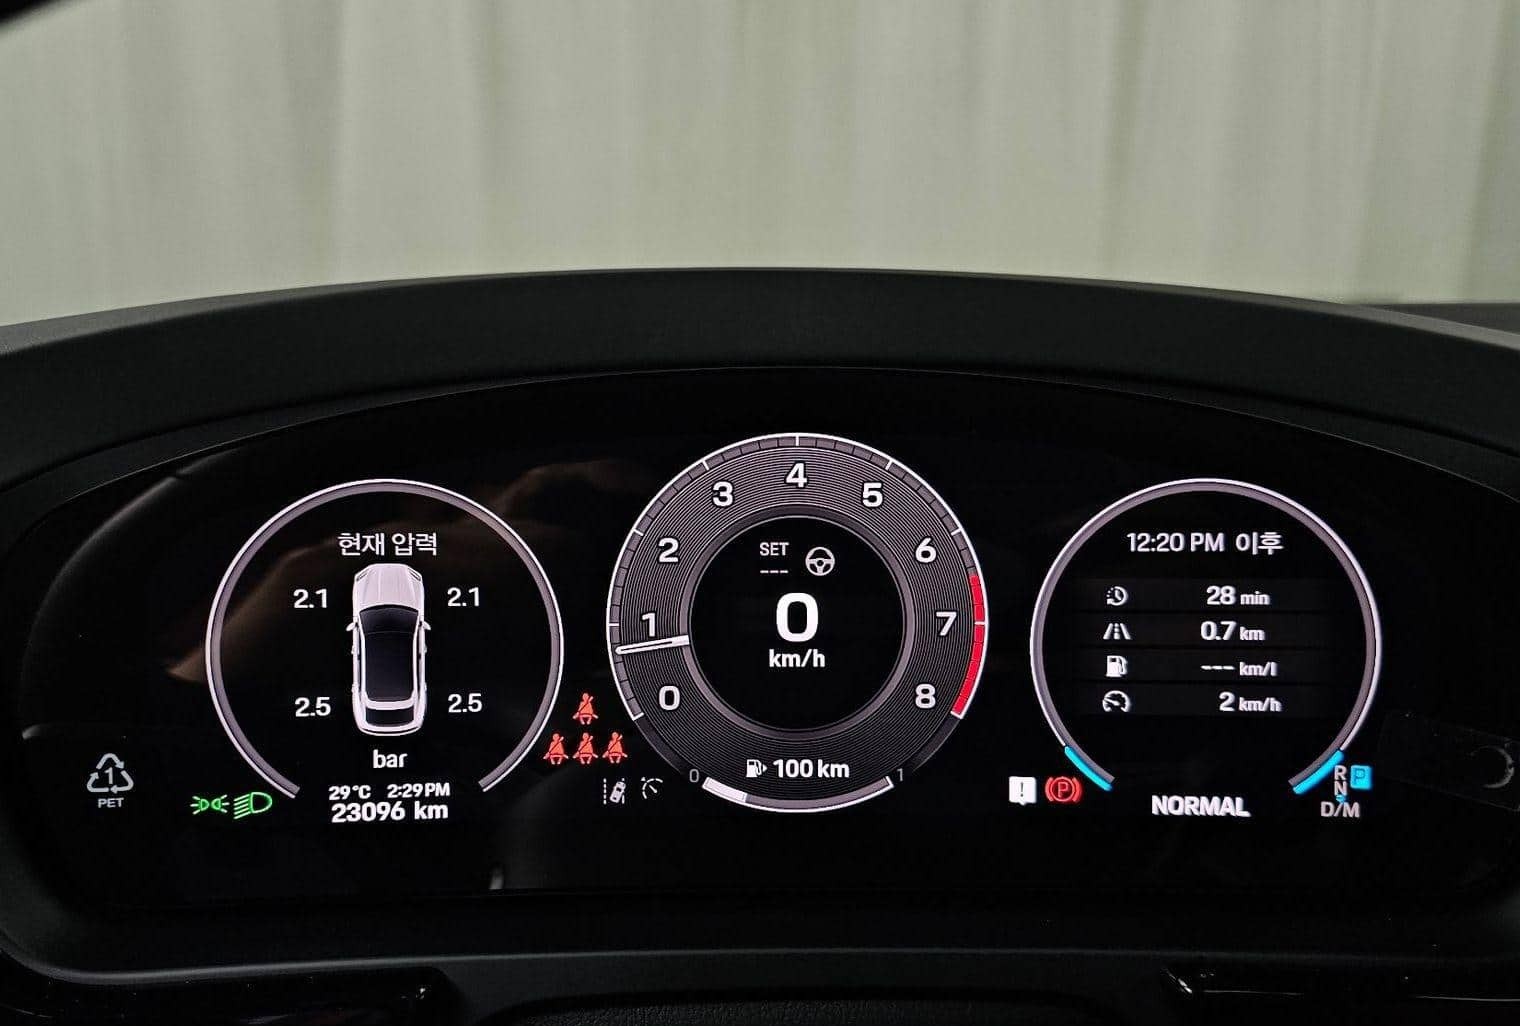 현재 압력
2.1 2.1
2.5 2.5
bar
29°C 2:29 PM
23096 km
1
PET
0 1 2 3 4 5 6 7 8
SET
---
0
km/h
0 1
100 km
12:20 PM 이후
28 min
0.7 km
--- km/l
2 km/h
!
P
NORMAL
R
P
N
D/M